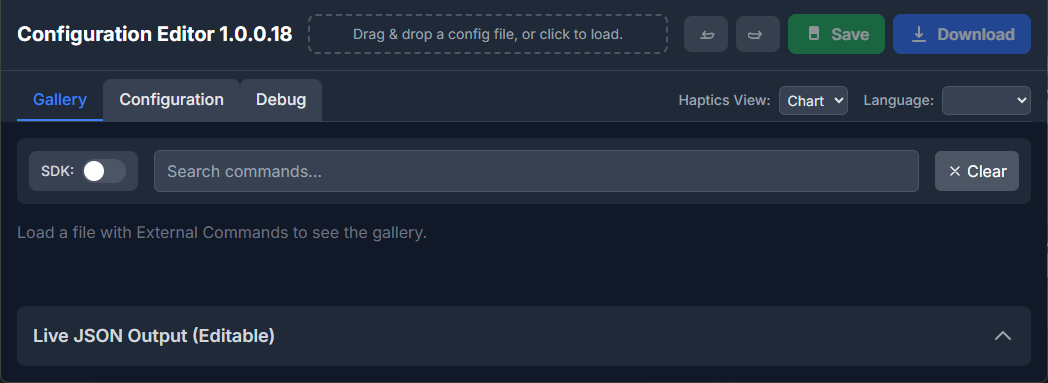 Configuration Editor 1.0.0.18
Drag & drop a config file, or click to load.
Save
Download
Gallery
Configuration
Debug
Haptics View:
Chart
Language:
SDK:
Search commands...
Clear
Load a file with External Commands to see the gallery.
Live JSON Output (Editable)